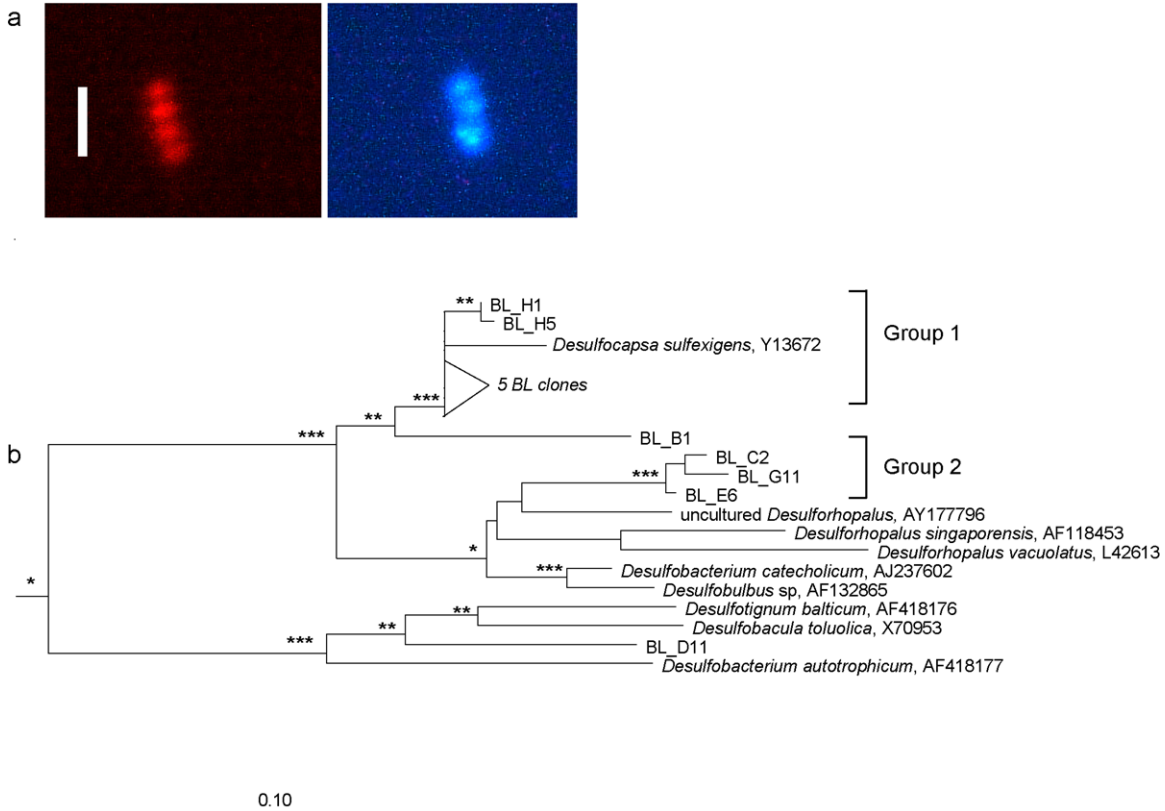 a
**
BL_H1
BL_H5
Desulfocapsa sulfexigens, Y13672
Group 1
5 BL clones
***
**
***
b
BL_B1
BL_C2
***
BL_G11
BL_E6
Group 2
uncultured Desulforhopalus, AY177796
Desulforhopalus singaporensis, AF118453
*
Desulforhopalus vacuolatus, L42613
***
Desulfobacterium catecholicum, AJ237602
*
Desulfobulbus sp, AF132865
**
Desulfotignum balticum, AF418176
**
Desulfobacula toluolica, X70953
***
BL_D11
Desulfobacterium autotrophicum, AF418177
0.10